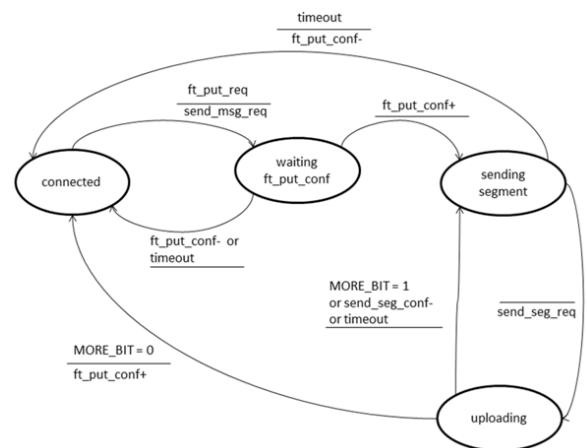 timeout
ft_put_conf-
ft_put_req
send_msg_req
ft_put_conf+
waiting
ft_put_conf
sending
segment
connected
ft_put_conf- or
timeout
MORE_BIT = 1
or send_seg_conf-
or timeout
send_seg_req
MORE_BIT = 0
ft_put_conf+
uploading